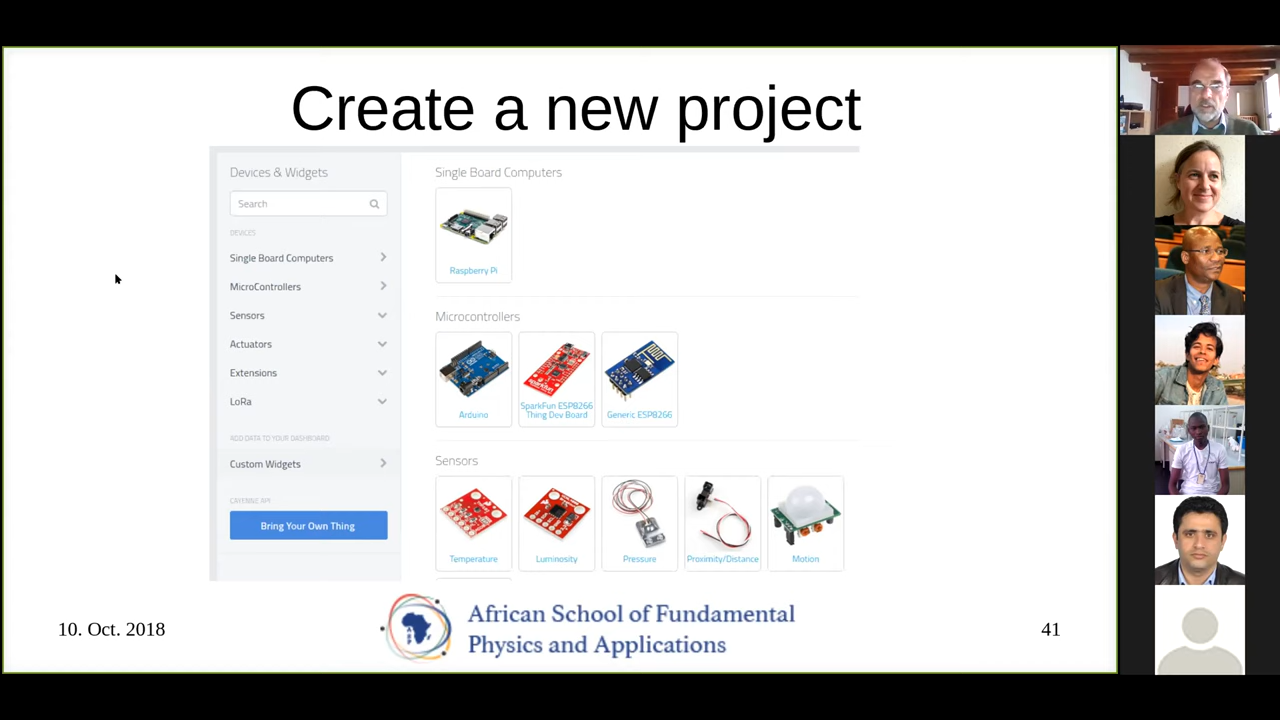 Create a new project
Devices & Widgets
Search
DEVICES
Single Board Computers
MicroControllers
Sensors
Actuators
Extensions
LoRa
ADD DATA TO YOUR DASHBOARD
Custom Widgets
CAYENNE API
Bring Your Own Thing
Single Board Computers
Raspberry Pi
Microcontrollers
Arduino
SparkFun ESP8266
Thing Dev Board
Generic ESP8266
Sensors
Temperature
Luminosity
Pressure
Proximity/Distance
Motion
10. Oct. 2018
African School of Fundamental
Physics and Applications
41